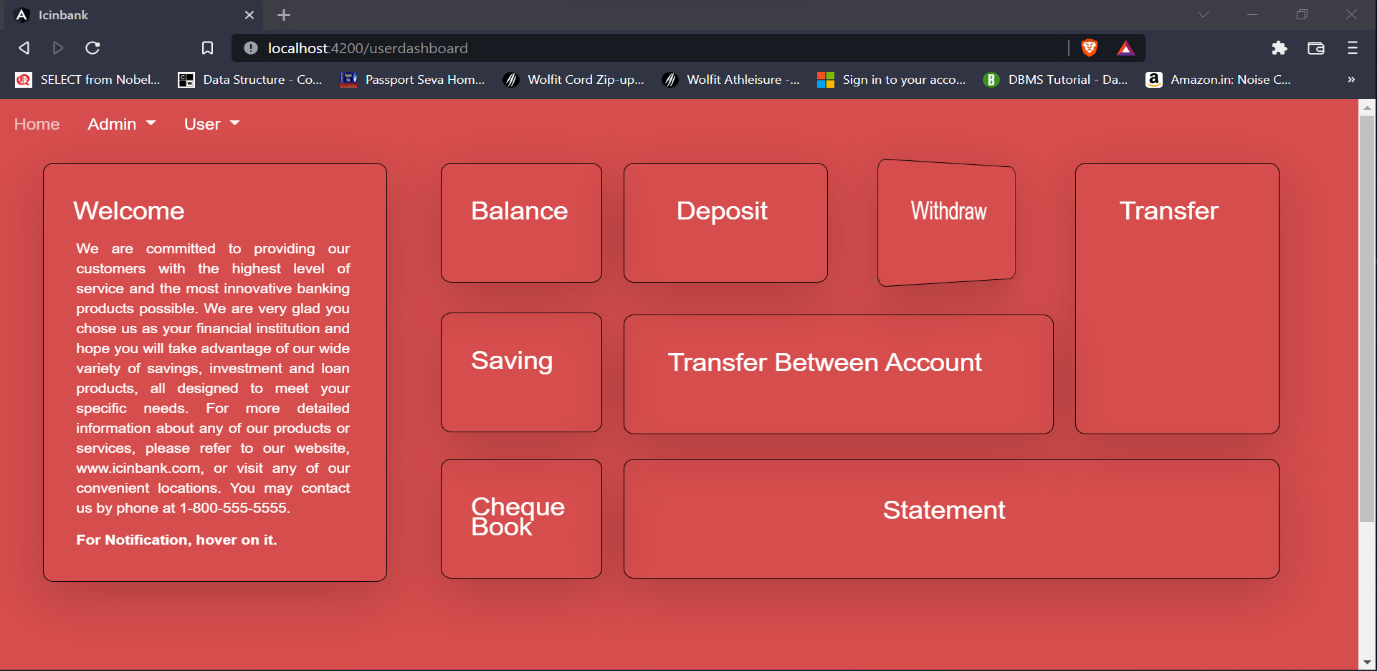 Icinbank
localhost:4200/userdashboard
SELECT from Nobel...
Data Structure - Co...
Passport Seva Hom...
Wolfit Cord Zip-up...
Wolfit Athleisure -...
Sign in to your acco...
DBMS Tutorial - Da...
Amazon.in: Noise C...
»
Home
Admin
User
Welcome
We are committed to providing our
customers with the highest level of
service and the most innovative banking
products possible. We are very glad you
chose us as your financial institution and
hope you will take advantage of our wide
variety of savings, investment and loan
products, all designed to meet your
specific needs. For more detailed
information about any of our products or
services, please refer to our website,
www.icinbank.com, or visit any of our
convenient locations. You may contact
us by phone at 1-800-555-5555.
For Notification, hover on it.
Balance
Deposit
Withdraw
Transfer
Saving
Transfer Between Account
Cheque
Book
Statement